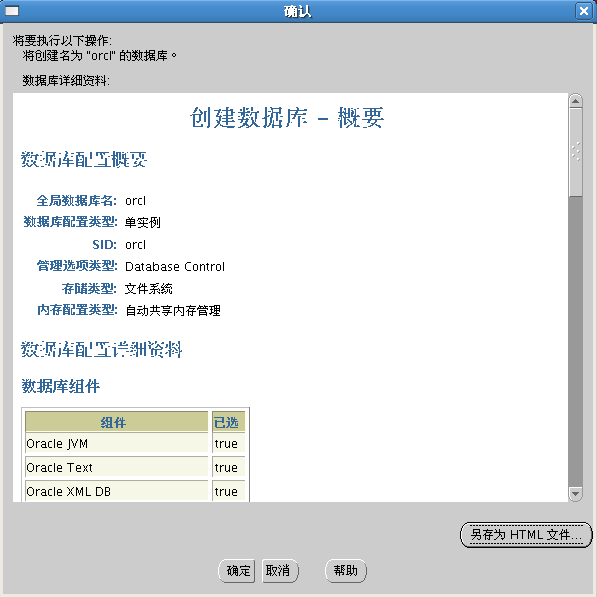 确认
将要执行以下操作:
将创建名为 "orcl" 的数据库。
数据库详细资料:
创建数据库 - 概要
数据库配置概要
全局数据库名: orcl
数据库配置类型: 单实例
SID: orcl
管理选项类型: Database Control
存储类型: 文件系统
内存配置类型: 自动共享内存管理
数据库配置详细资料
数据库组件
组件 已选
Oracle JVM true
Oracle Text true
Oracle XML DB true
另存为 HTML 文件...
确定 取消 帮助